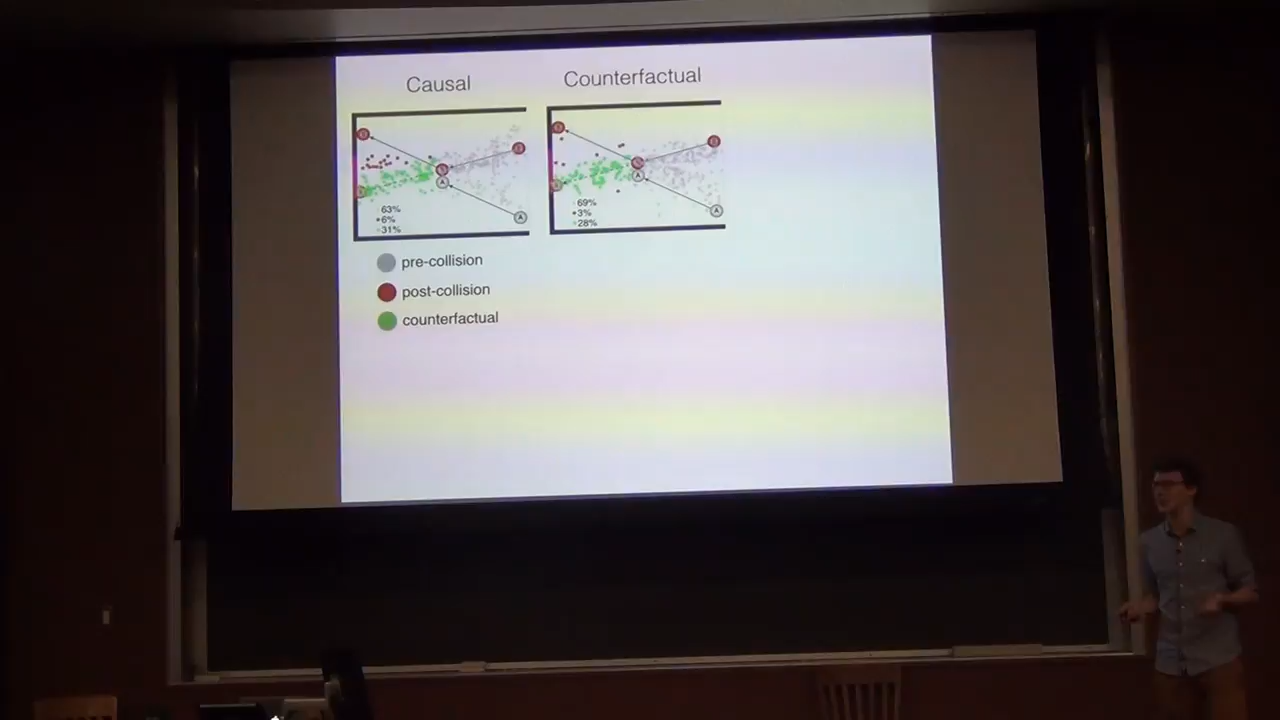 Causal
Counterfactual
63%
6%
31%
69%
3%
28%
A
A
A
A
pre-collision
post-collision
counterfactual